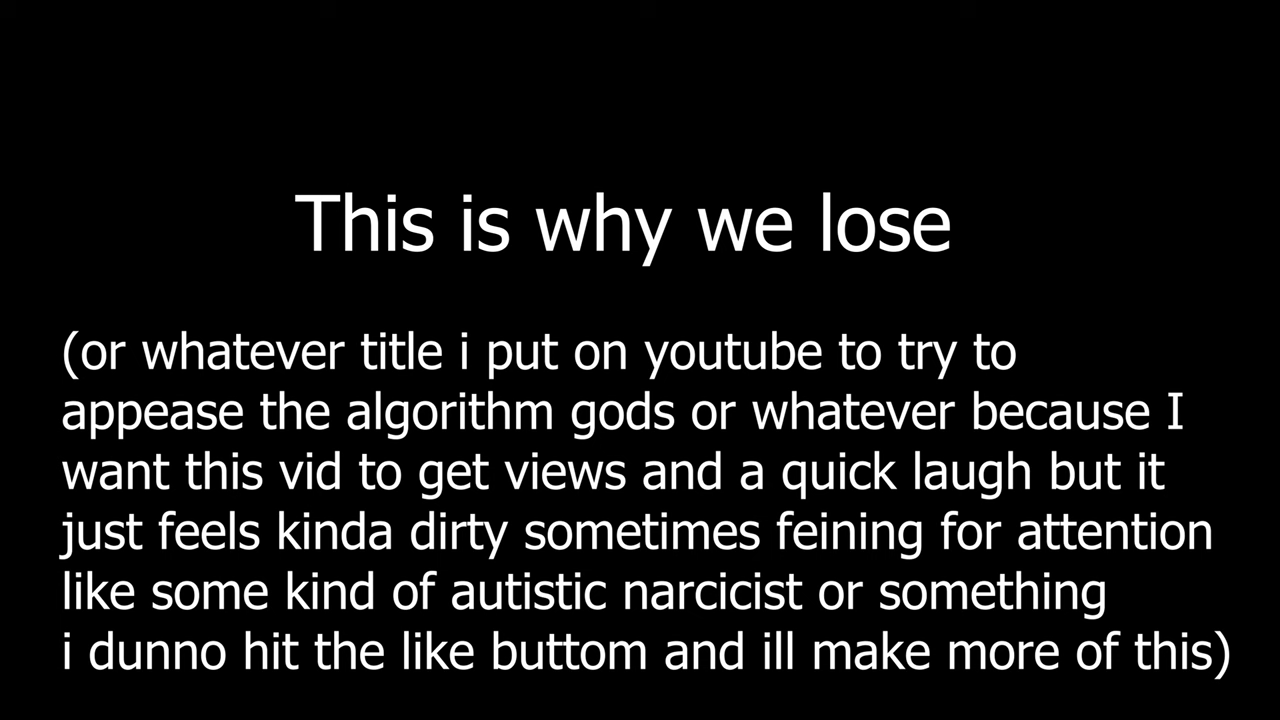 This is why we lose
(or whatever title i put on youtube to try to
appease the algorithm gods or whatever because I
want this vid to get views and a quick laugh but it
just feels kinda dirty sometimes feining for attention
like some kind of autistic narcicist or something
i dunno hit the like buttom and ill make more of this)